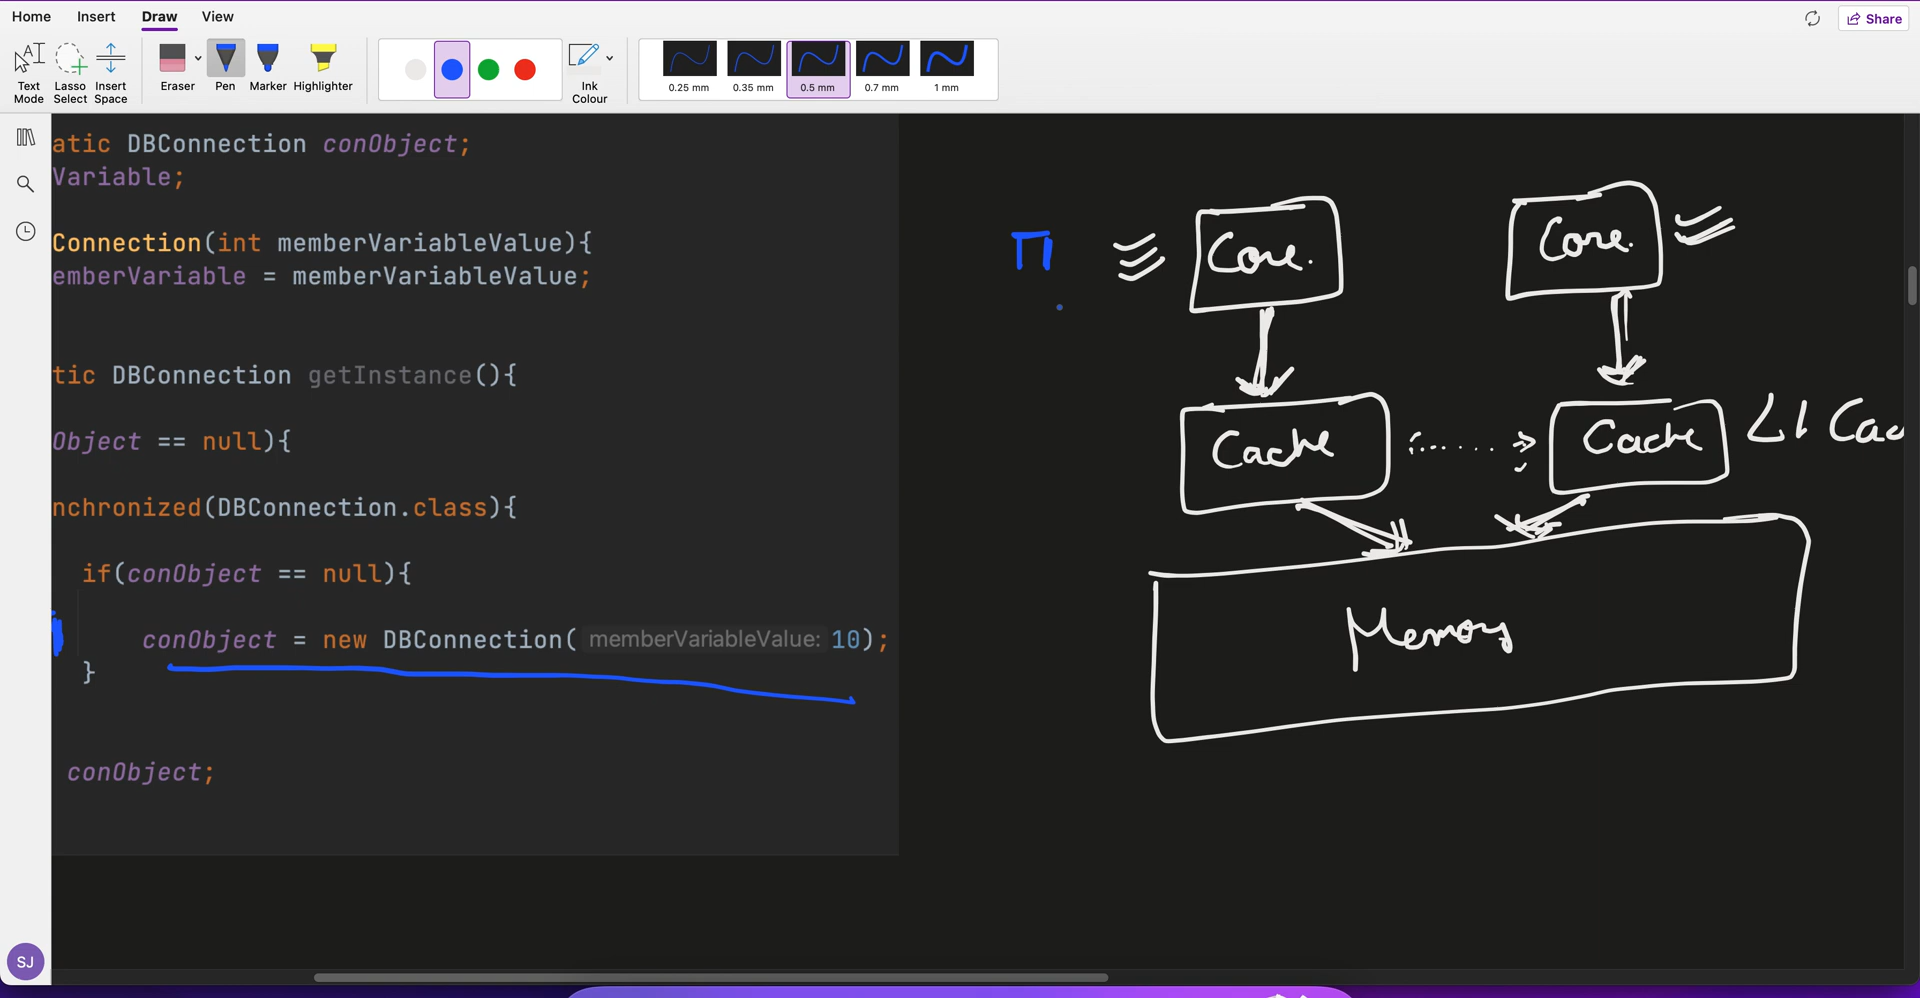 Home Insert Draw View
Share
Text Mode
Lasso Select
Insert Space
Eraser
Pen
Marker
Highlighter
Ink Colour
0.25 mm
0.35 mm
0.5 mm
0.7 mm
1 mm
atic DBConnection conObject;
Variable;
Connection(int memberVariableValue){
emberVariable = memberVariableValue;
tic DBConnection getInstance(){
Object == null){
nchronized(DBConnection.class){
if(conObject == null){
conObject = new DBConnection( memberVariableValue: 10);
}
conObject;
T1
Core.
Core.
Cache
Cache
L1 Cac
Memory
SJ